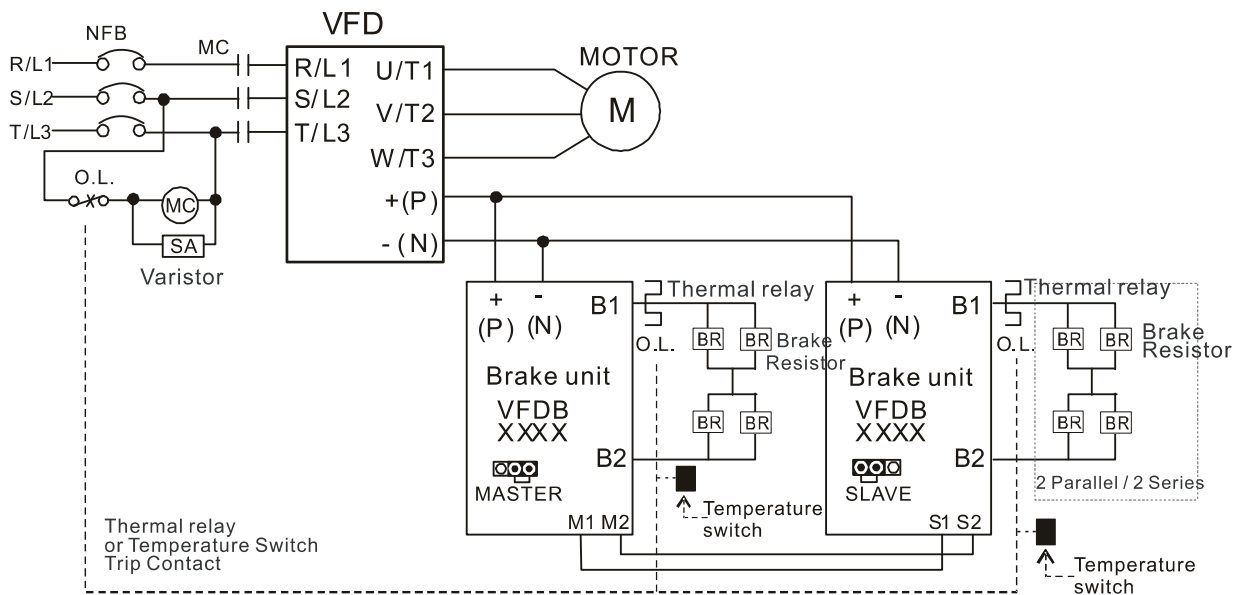 VFD
NFB
MC
MOTOR
R/L1
R/L1
U/T1
S/L2
S/L2
V/T2
M
T/L3
T/L3
W/T3
O.L.
MC
+(P)
SA
-(N)
Varistor
Thermal relay
Thermal relay
+
(P)
-
(N)
B1
O.L.
BR
BR
Brake
Resistor
Brake unit
VFDB
XXXX
BR
BR
B2
MASTER
M1 M2
Temperature
switch
+
(P)
-
(N)
B1
O.L.
BR
BR
Brake
Resistor
Brake unit
VFDB
XXXX
BR
BR
B2
SLAVE
S1 S2
2 Parallel / 2 Series
Temperature
switch
Thermal relay
or Temperature Switch
Trip Contact